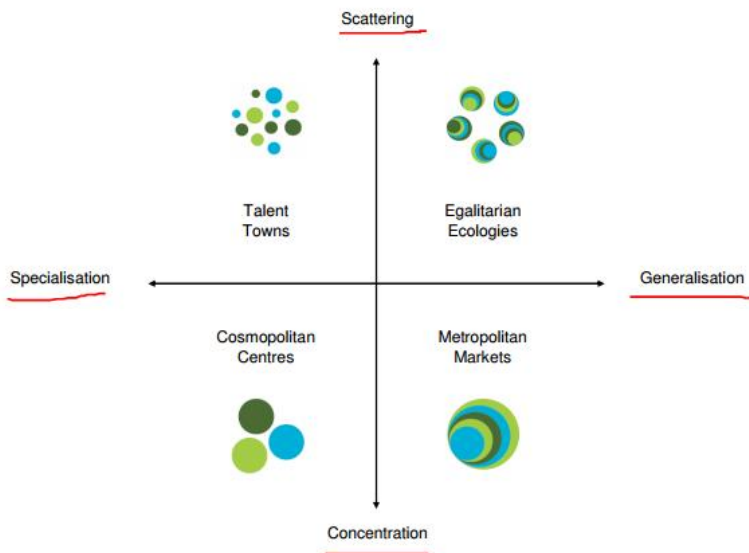 Scattering
Talent
Towns
Egalitarian
Ecologies
Specialisation
Generalisation
Cosmopolitan
Centres
Metropolitan
Markets
Concentration